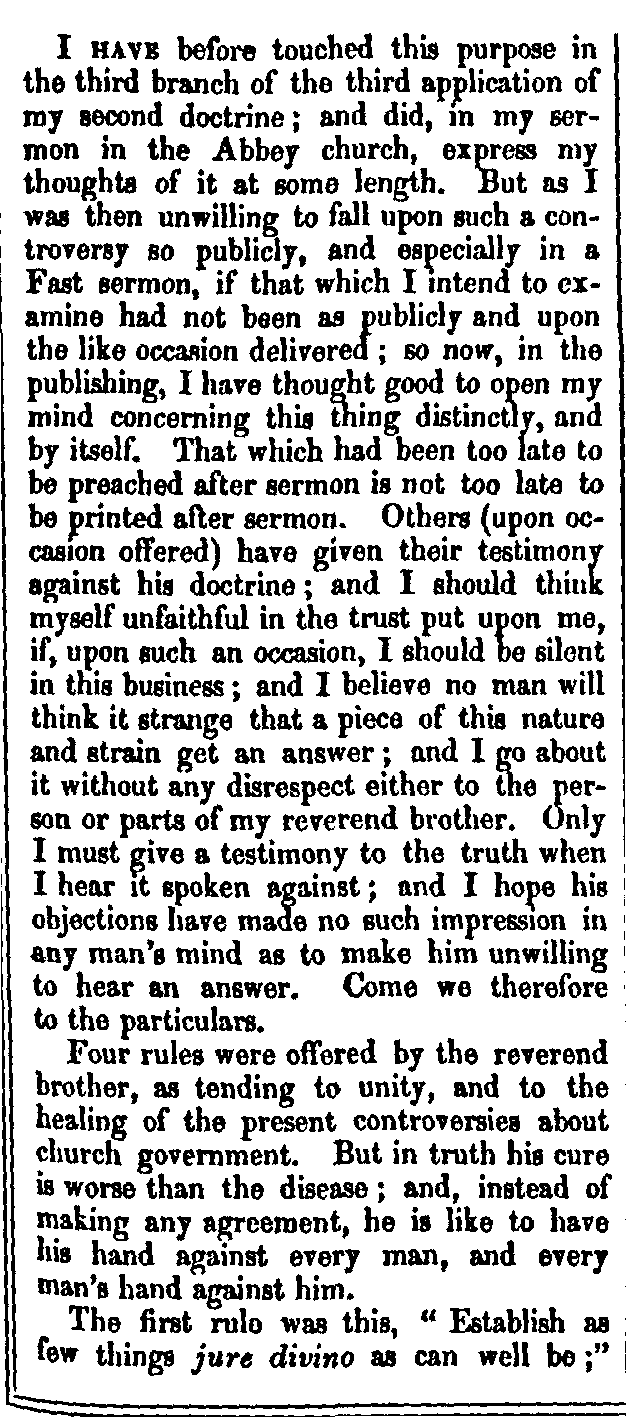 I HAVE before touched this purpose in
the third branch of the third application of
my second doctrine; and did, in my ser-
mon in the Abbey church, express my
thoughts of it at some length. But as I
was then unwilling to fall upon such a con-
troversy so publicly, and especially in a
Fast sermon, if that which I intend to ex-
amine had not been as publicly and upon
the like occasion delivered; so now, in the
publishing, I have thought good to open my
mind concerning this thing distinctly, and
by itself. That which had been too late to
be preached after sermon is not too late to
be printed after sermon. Others (upon oc-
casion offered) have given their testimony
against his doctrine; and I should think
myself unfaithful in the trust put upon me,
if, upon such an occasion, I should be silent
in this business; and I believe no man will
think it strange that a piece of this nature
and strain get an answer; and I go about
it without any disrespect either to the per-
son or parts of my reverend brother. Only
I must give a testimony to the truth when
I hear it spoken against; and I hope his
objections have made no such impression in
any man's mind as to make him unwilling
to hear an answer. Come we therefore
to the particulars.
Four rules were offered by the reverend
brother, as tending to unity, and to the
healing of the present controversies about
church government. But in truth his cure
is worse than the disease; and, instead of
making any agreement, he is like to have
his hand against every man, and every
man's hand against him.
The first rule was this, “ Establish as
few things jure divino as can well be;”